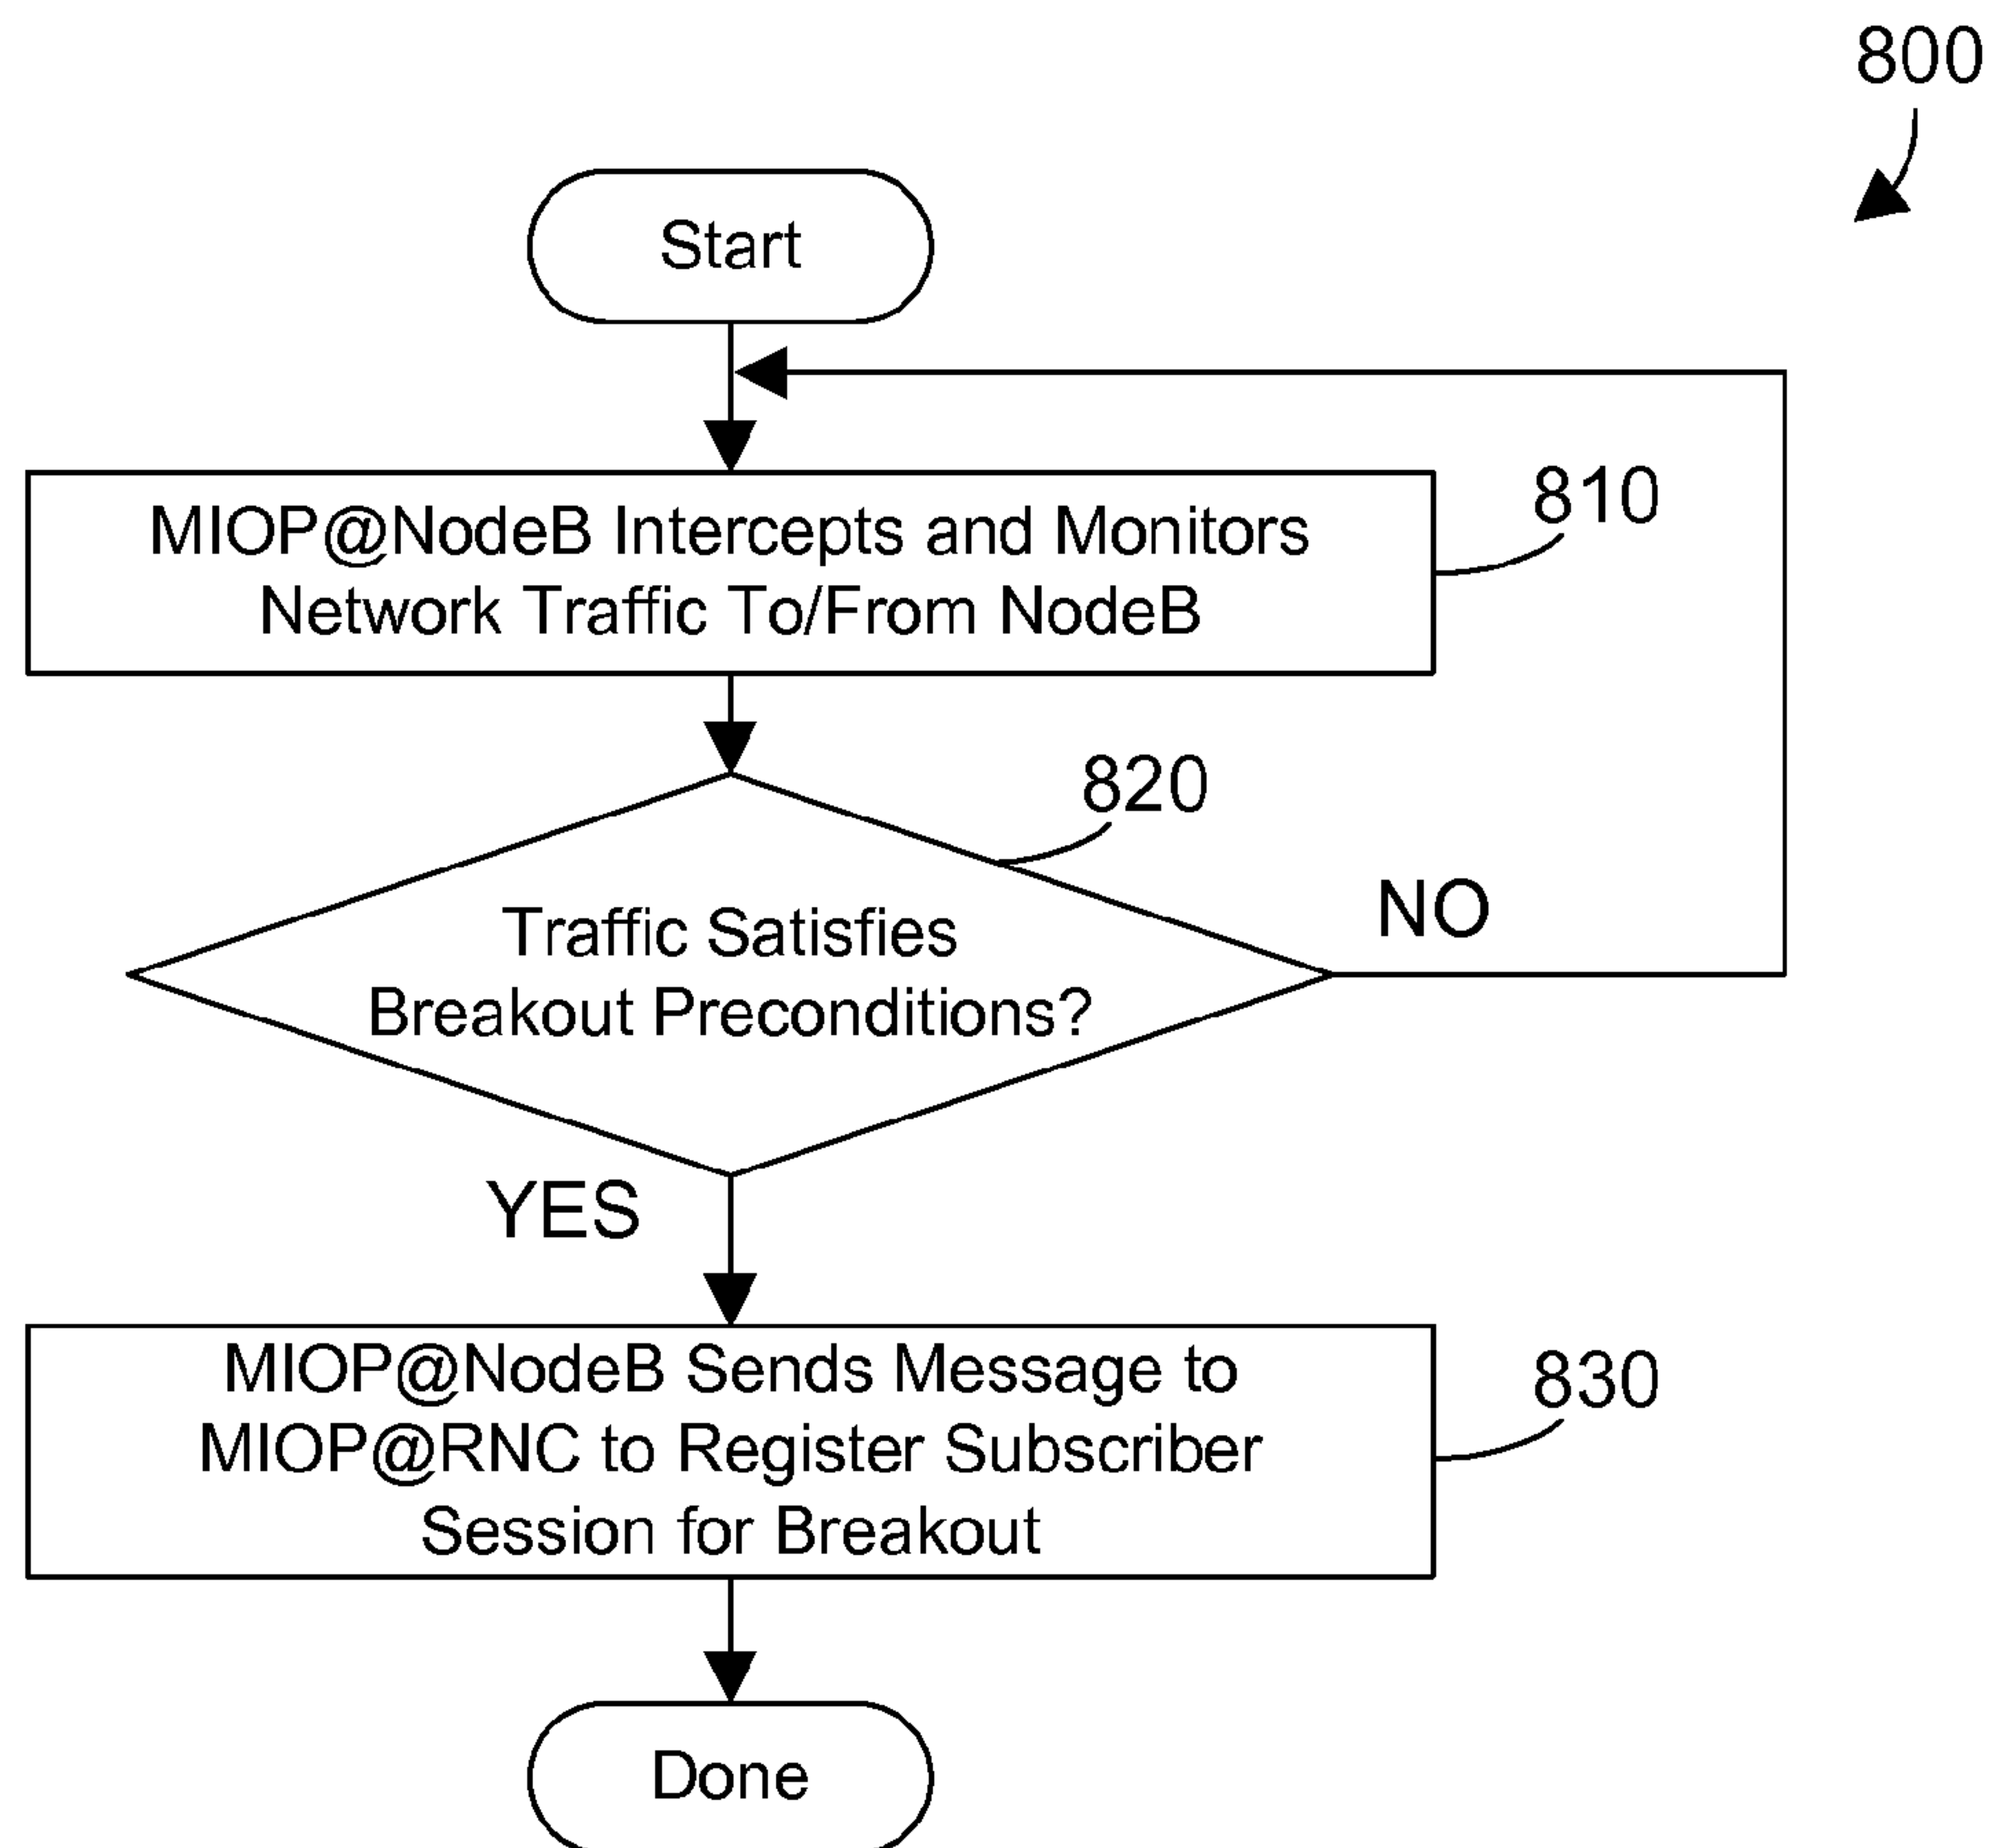 800
Start
MIOP@NodeB Intercepts and Monitors
Network Traffic To/From NodeB
810
820
Traffic Satisfies
Breakout Preconditions?
NO
YES
MIOP@NodeB Sends Message to
MIOP@RNC to Register Subscriber
Session for Breakout
830
Done